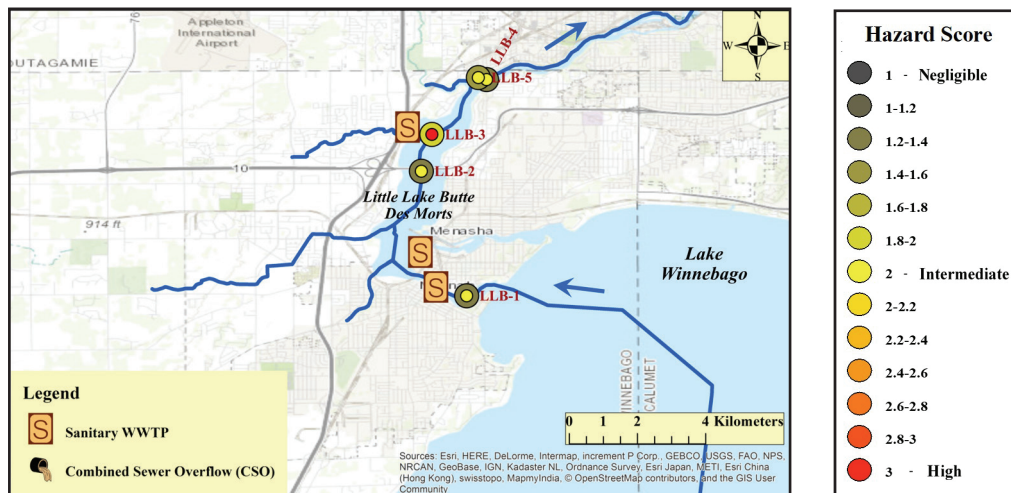 76
Appleton
International
Airport
OUTAGAMIE
LLB-4
LLB-5
N
W
E
S
S
LLB-3
10
LLB-2
Little Lake Butte
Des Morts
914 ft
Menasha
Lake
Winnebago
S
S
LLB-1
WINNEBAGO
CALUMET
Legend
S
Sanitary WWTP
Combined Sewer Overflow (CSO)
0 1 2 4 Kilometers
Sources: Esri, HERE, DeLorme, Intermap, increment P Corp., GEBCO, USGS, FAO, NPS,
NRCAN, GeoBase, IGN, Kadaster NL, Ordnance Survey, Esri Japan, METI, Esri China
(Hong Kong), swisstopo, MapmyIndia, © OpenStreetMap contributors, and the GIS User
Community
Hazard Score
1 - Negligible
1-1.2
1.2-1.4
1.4-1.6
1.6-1.8
1.8-2
2 - Intermediate
2-2.2
2.2-2.4
2.4-2.6
2.6-2.8
2.8-3
3 - High